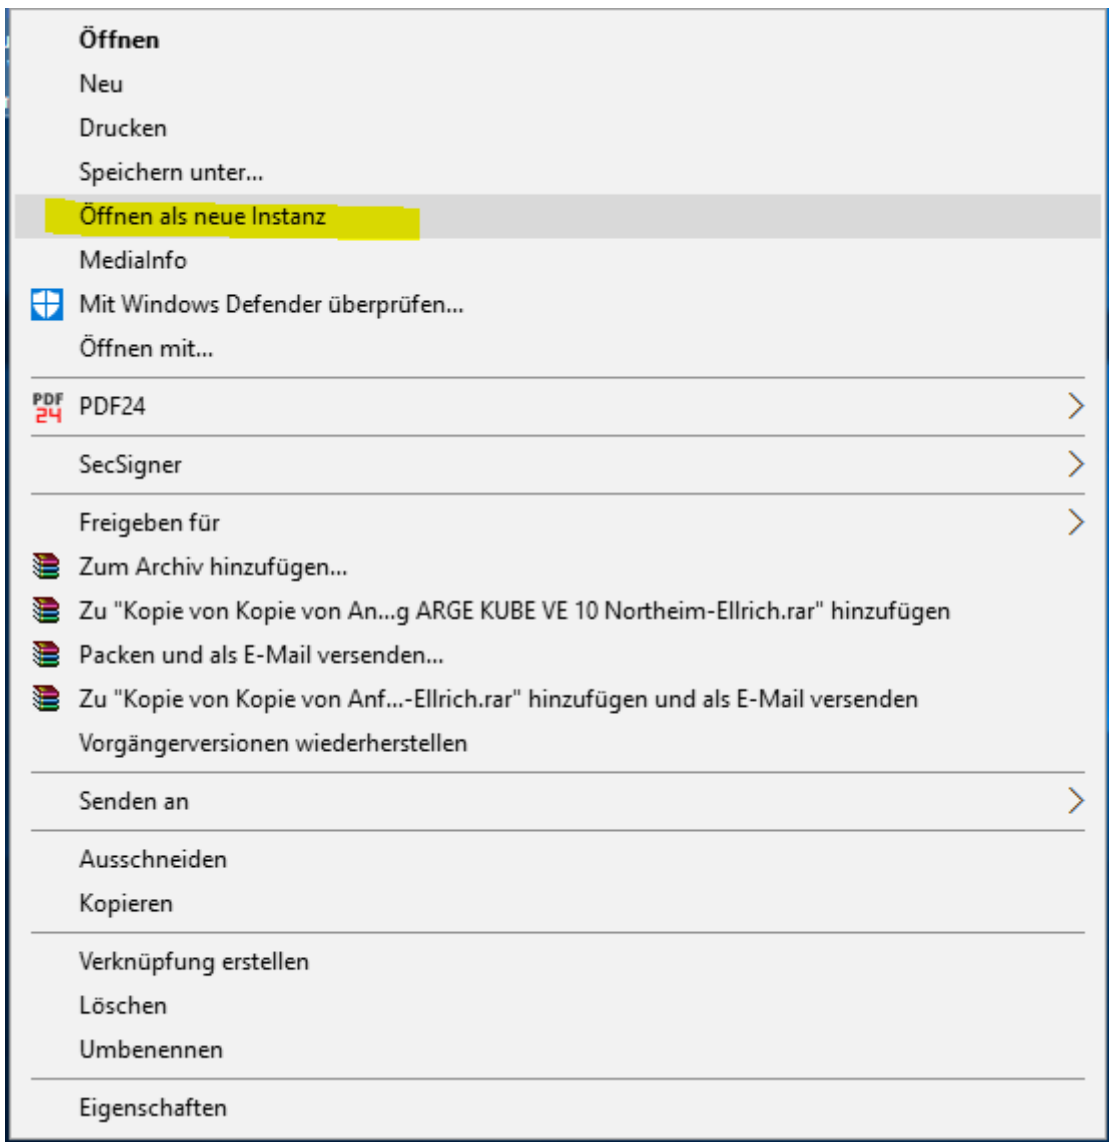 Öffnen
Neu
Drucken
Speichern unter...
Öffnen als neue Instanz
MediaInfo
Mit Windows Defender überprüfen...
Öffnen mit...
PDF
24 PDF24
SecSigner
Freigeben für
Zum Archiv hinzufügen...
Zu "Kopie von Kopie von An...g ARGE KUBE VE 10 Northeim-Ellrich.rar" hinzufügen
Packen und als E-Mail versenden...
Zu "Kopie von Kopie von Anf...-Ellrich.rar" hinzufügen und als E-Mail versenden
Vorgängerversionen wiederherstellen
Senden an
Ausschneiden
Kopieren
Verknüpfung erstellen
Löschen
Umbenennen
Eigenschaften